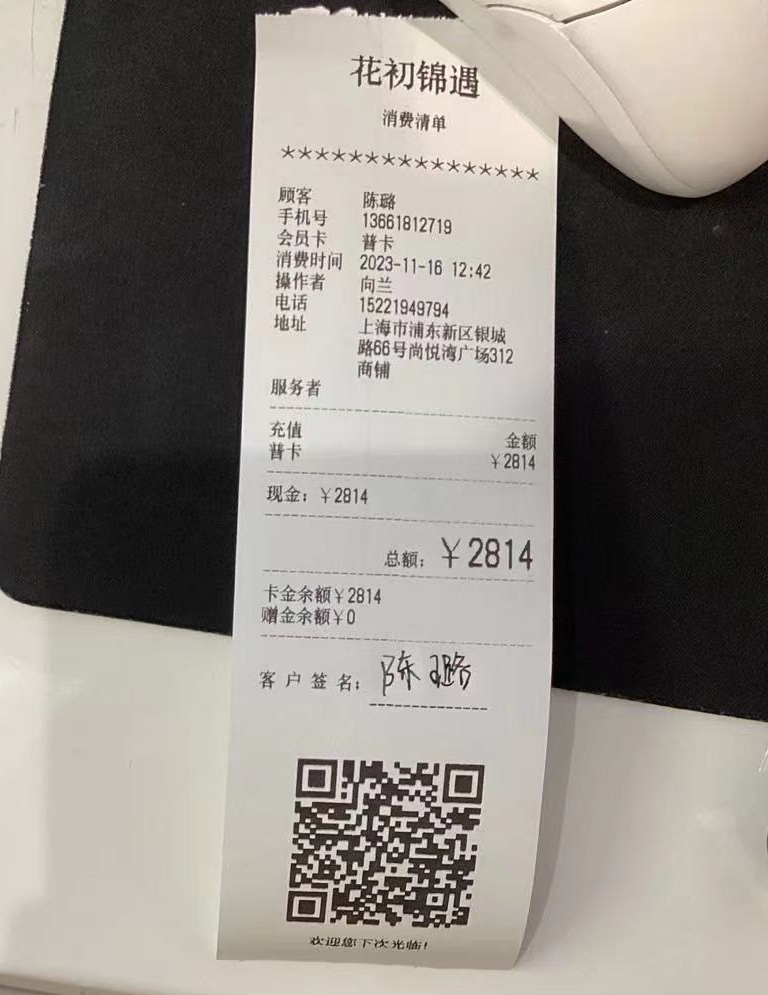 花初锦遇
消费清单
****************
顾客 陈璐
手机号 13661812719
会员卡 普卡
消费时间 2023-11-16 12:42
操作者 向兰
电话 15221949794
地址 上海市浦东新区银城
路66号尚悦湾广场312
商铺
服务者
充值 金额
普卡 ¥2814
现金:¥2814
总额:¥2814
卡金余额¥2814
赠金余额¥0
客户签名:陈璐
欢迎您下次光临!